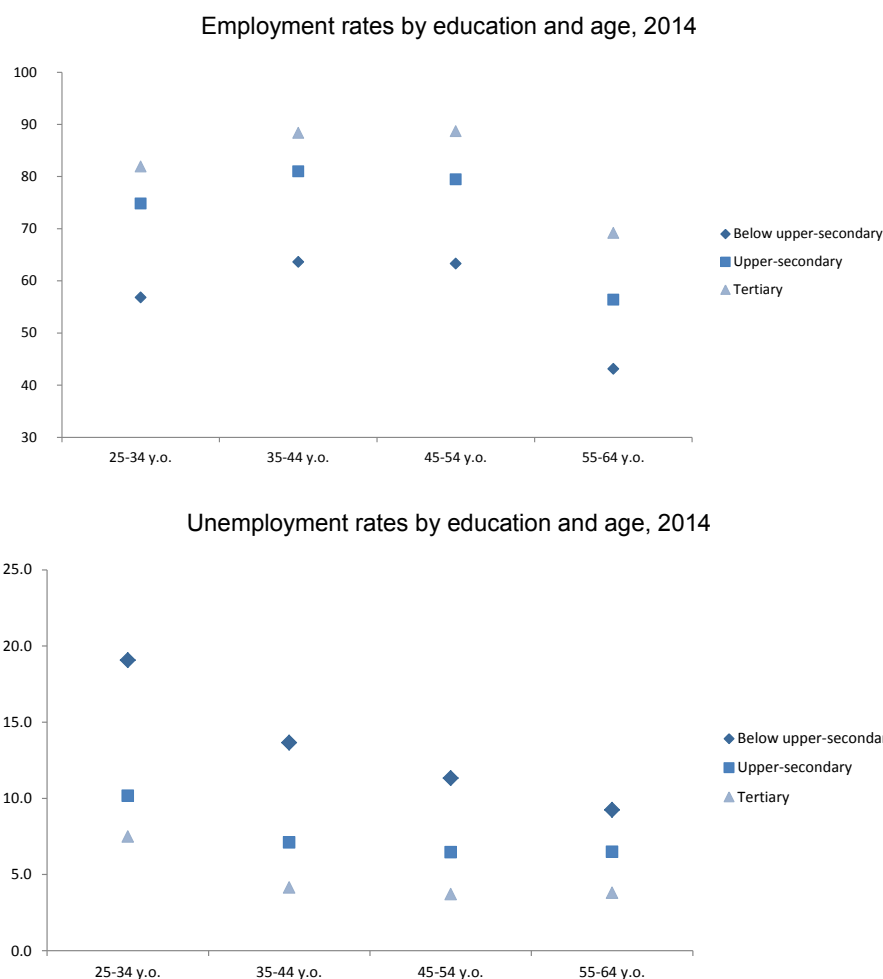 Employment rates by education and age, 2014
100
90
80
70
60
50
40
30
25-34 y.o.
35-44 y.o.
45-54 y.o.
55-64 y.o.
Below upper-secondary
Upper-secondary
Tertiary
Unemployment rates by education and age, 2014
25.0
20.0
15.0
10.0
5.0
0.0
25-34 y.o.
35-44 y.o.
45-54 y.o.
55-64 y.o.
Below upper-seconda
Upper-secondary
Tertiary